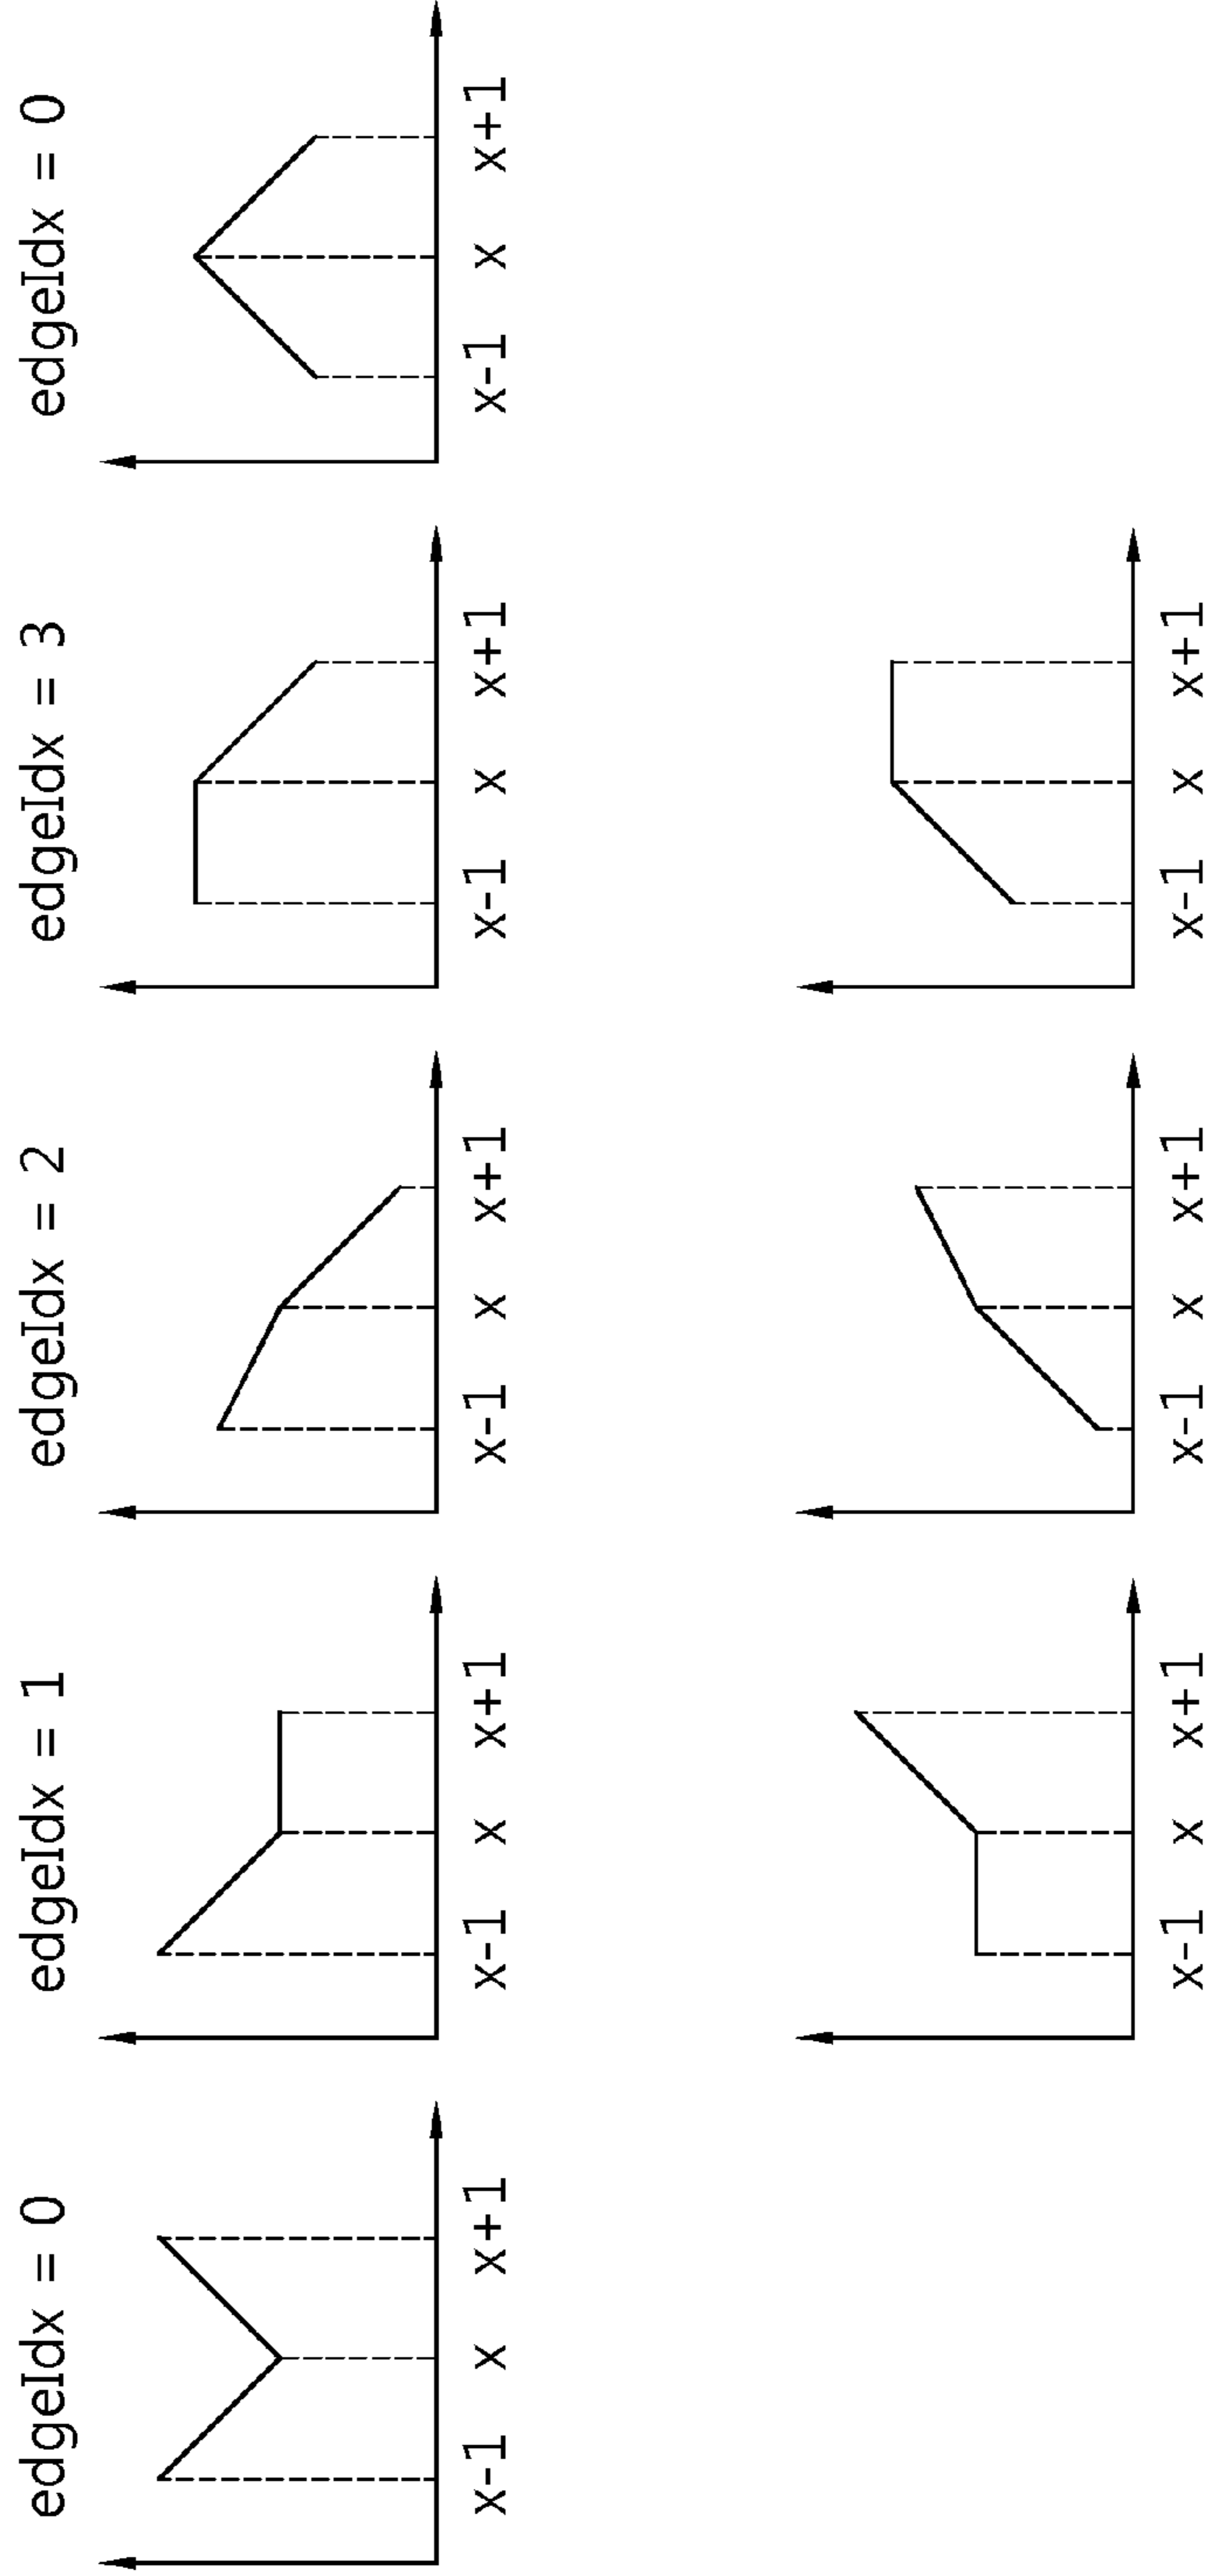 edgeIdx = 0
edgeIdx = 1
edgeIdx = 2
edgeIdx = 3
edgeIdx = 0
x-1 x x+1
x-1 x x+1
x-1 x x+1
x-1 x x+1
x-1 x x+1
x-1 x x+1
x-1 x x+1
x-1 x x+1